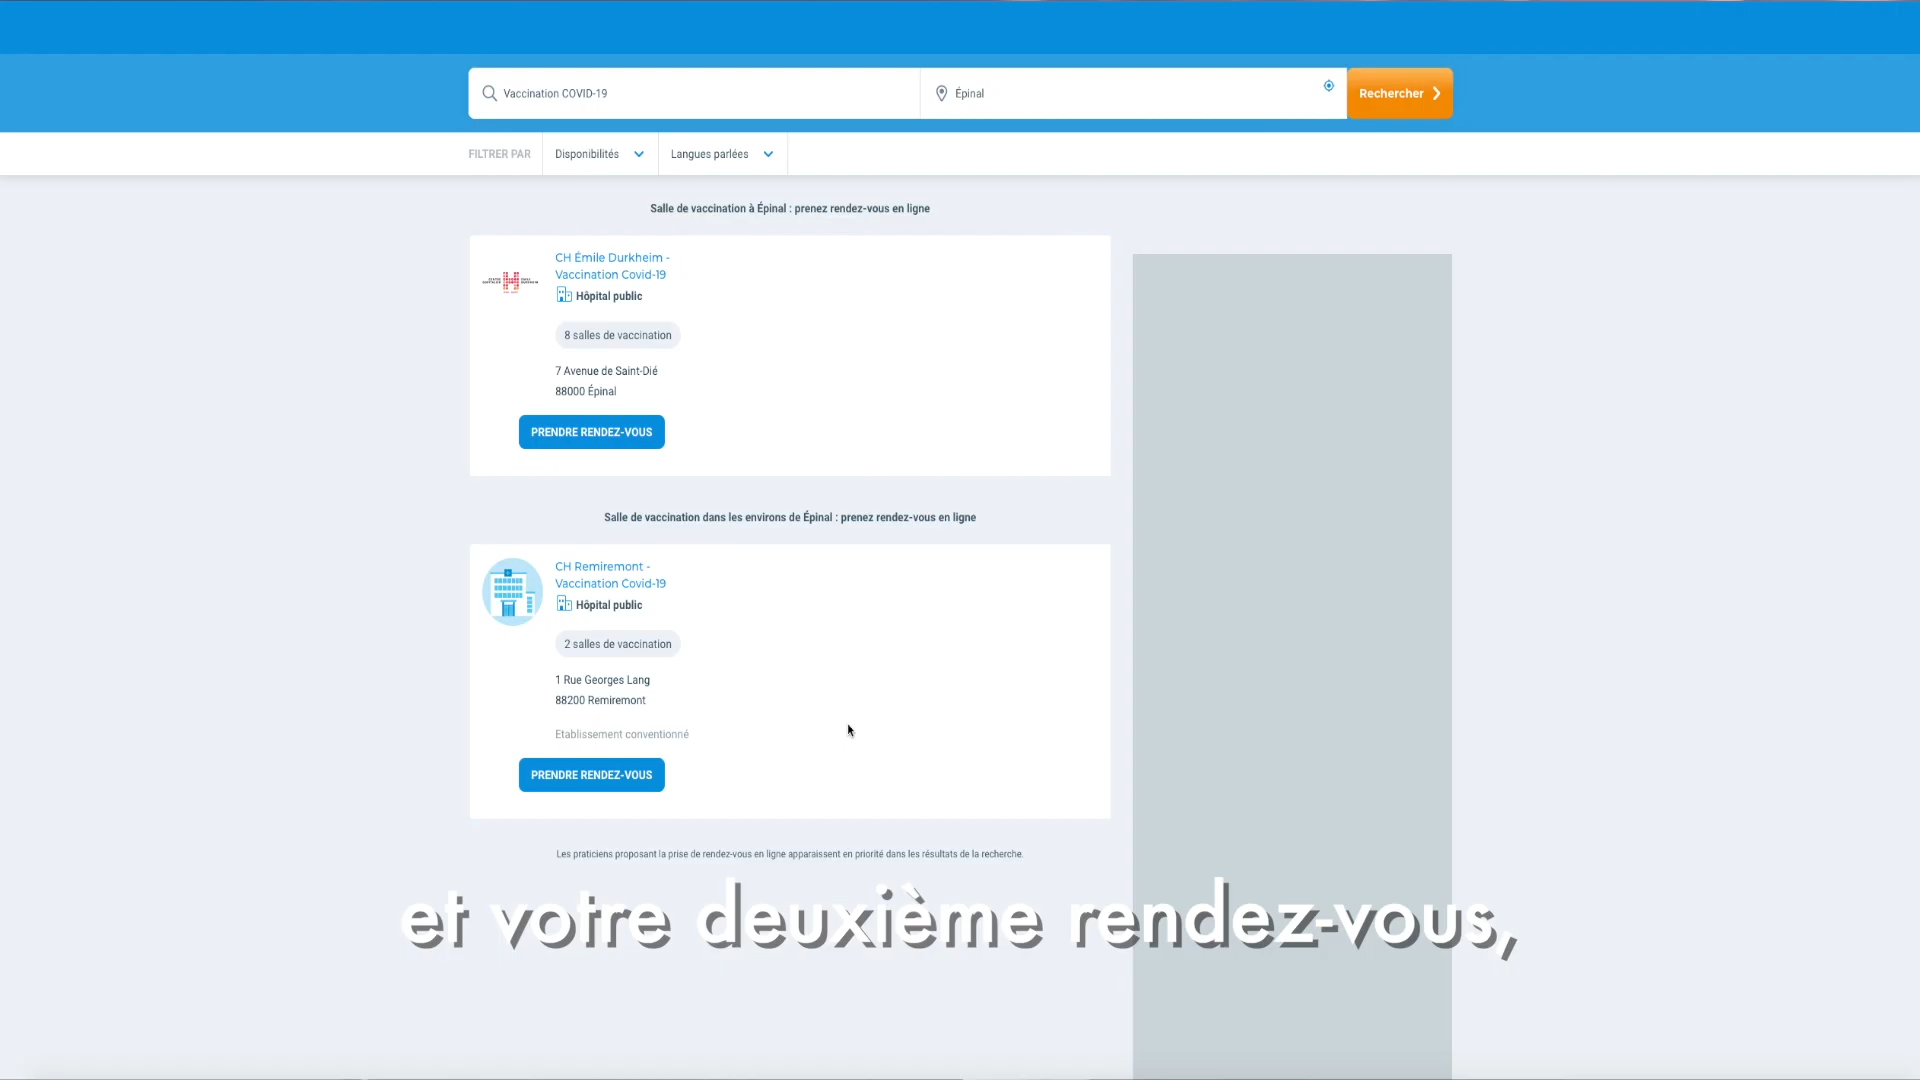 Vaccination COVID-19
Épinal
Rechercher
FILTRER PAR
Disponibilités
Langues parlées
Salle de vaccination à Épinal : prenez rendez-vous en ligne
CH Émile Durkheim -
Vaccination Covid-19
Hôpital public
8 salles de vaccination
7 Avenue de Saint-Dié
88000 Épinal
PRENDRE RENDEZ-VOUS
Salle de vaccination dans les environs de Épinal : prenez rendez-vous en ligne
CH Remiremont -
Vaccination Covid-19
Hôpital public
2 salles de vaccination
1 Rue Georges Lang
88200 Remiremont
Etablissement conventionné
PRENDRE RENDEZ-VOUS
Les praticiens proposant la prise de rendez-vous en ligne apparaissent en priorité dans les résultats de la recherche.
et votre deuxième rendez-vous,